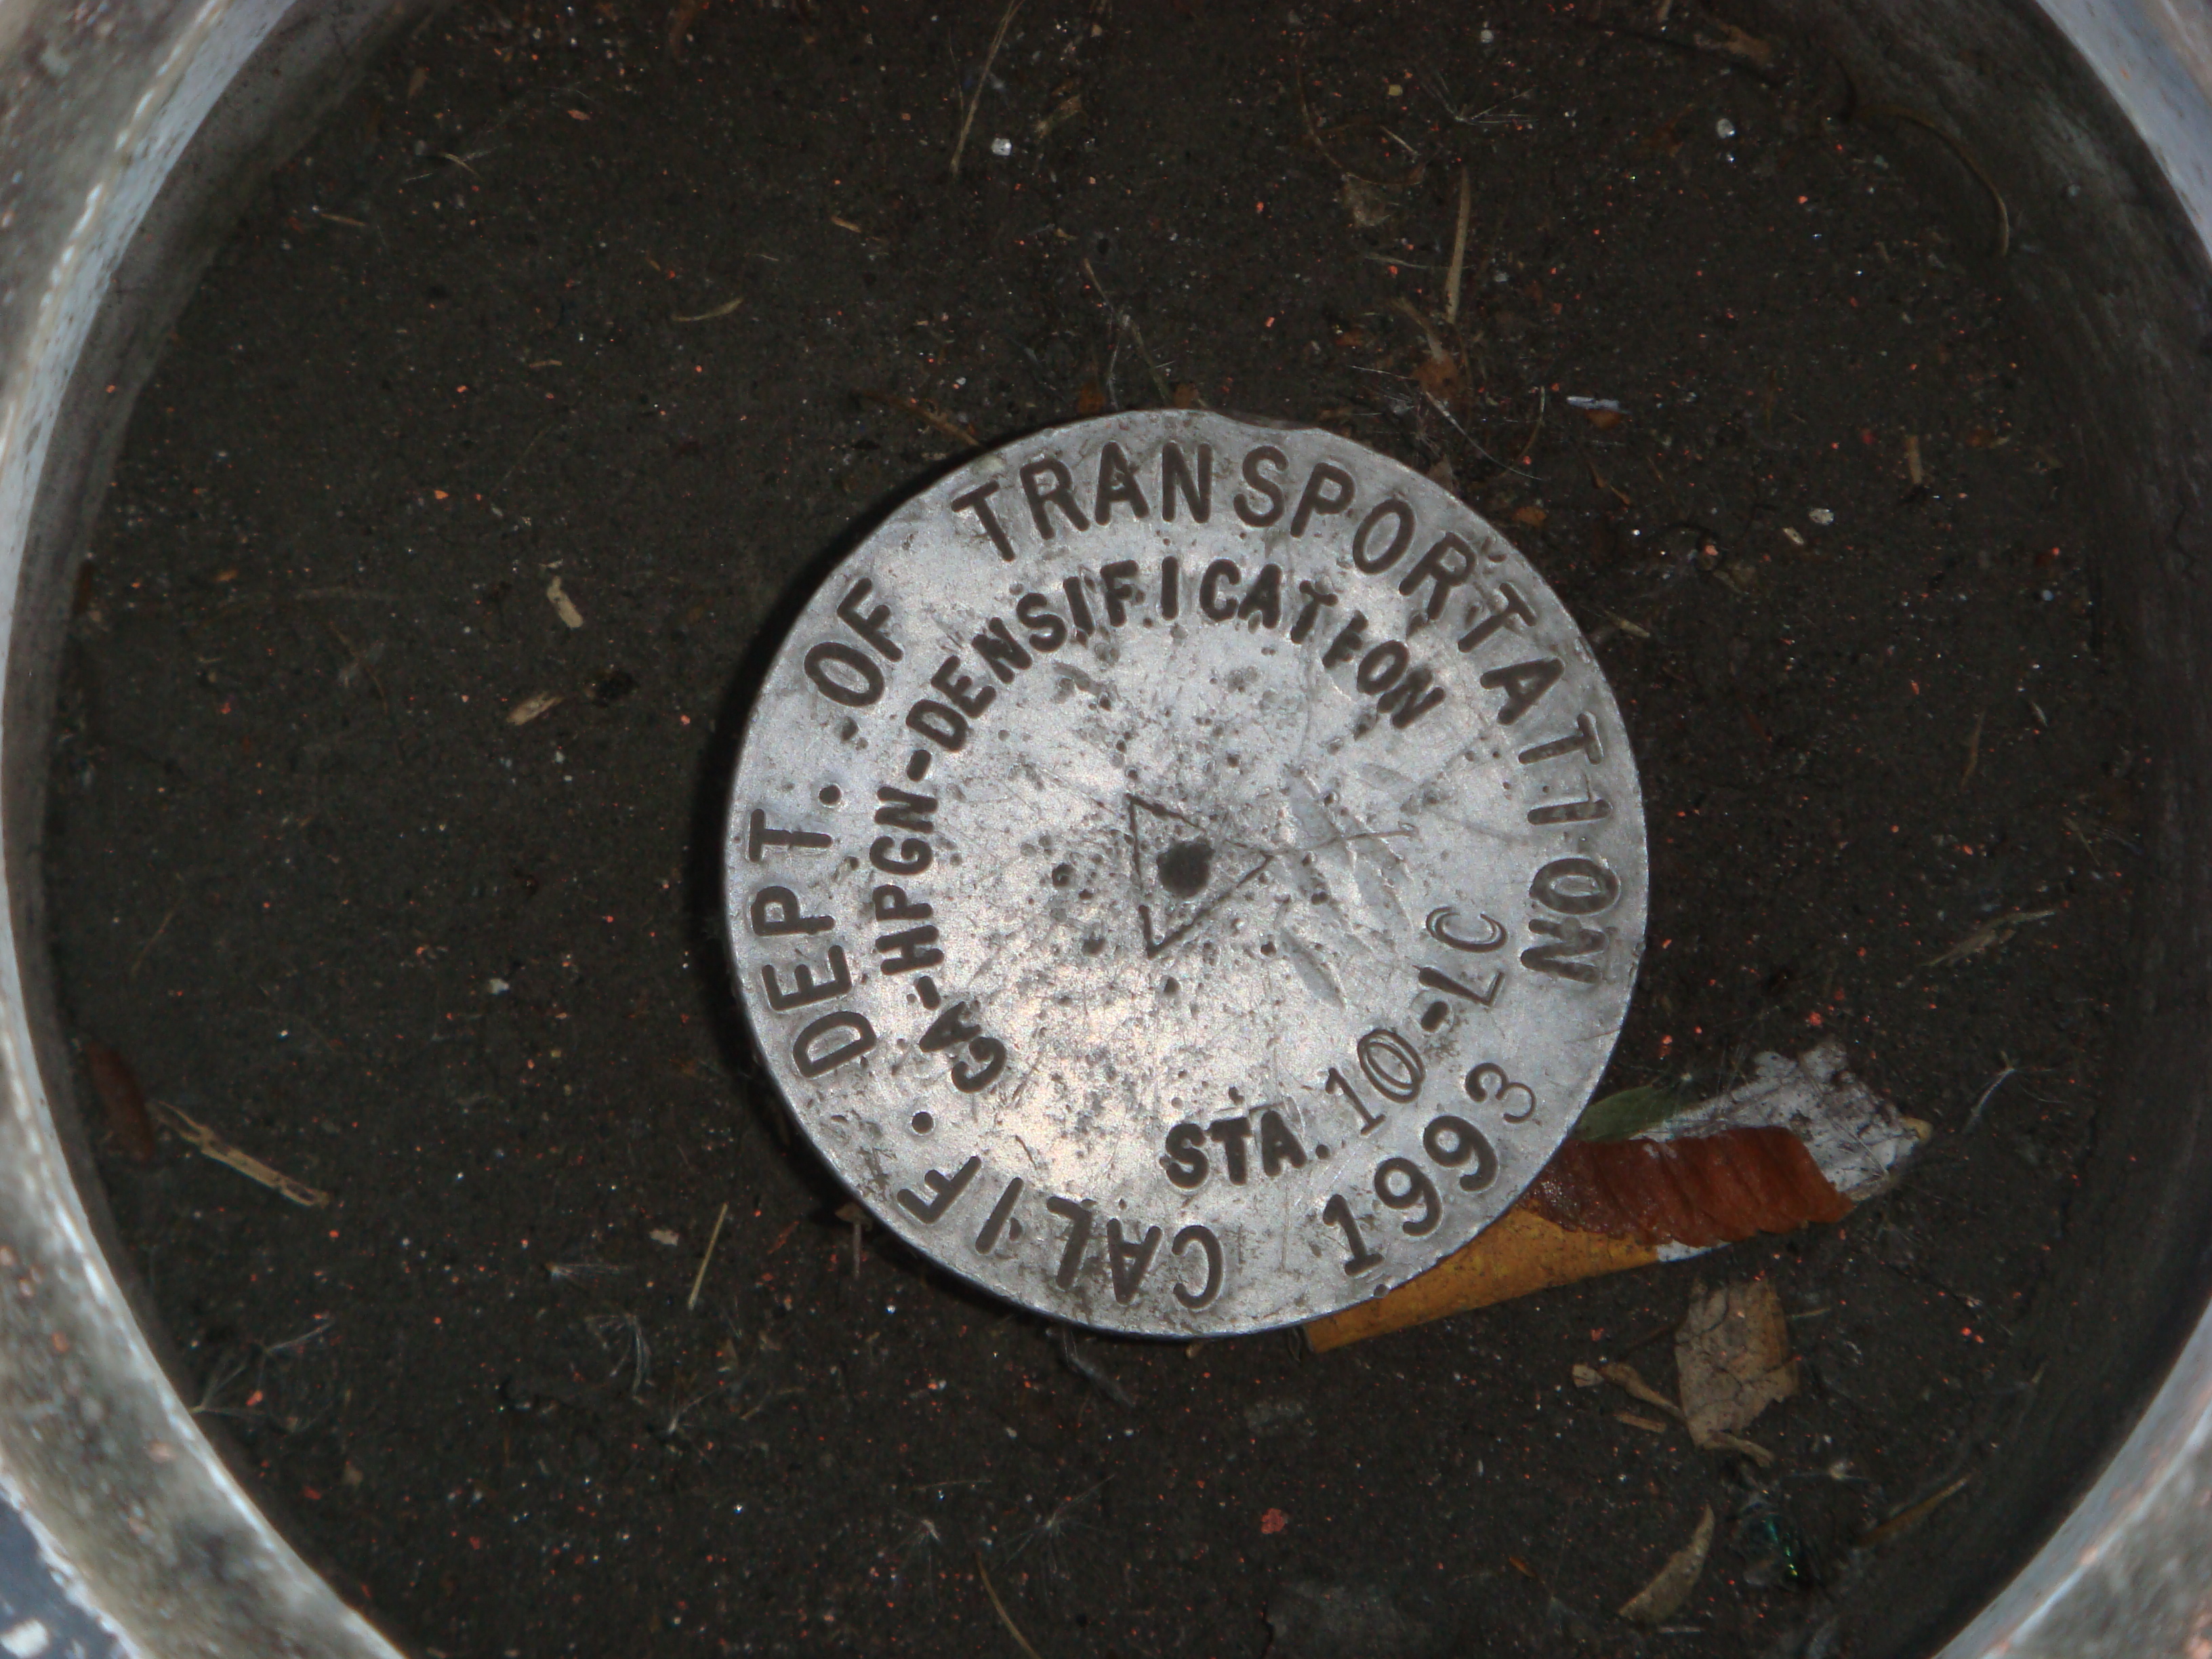 CALIF. DEPT. OF TRANSPORTATION
CA-HPGN-DENSIFICATION
STA. 10-LC
1993